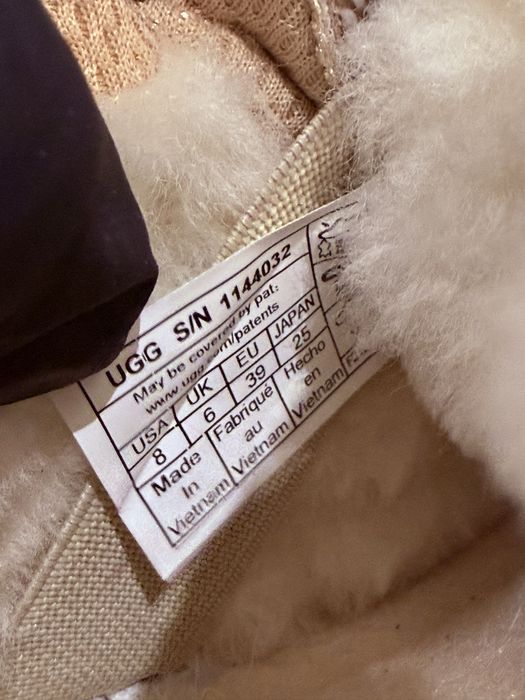 UGG S/N 1144032
May be covered by pat:
www.ugg.com/patents
USA UK EU JAPAN
8 6 39 25
Made In Vietnam
Fabriqué au Vietnam
Hecho en Vietnam